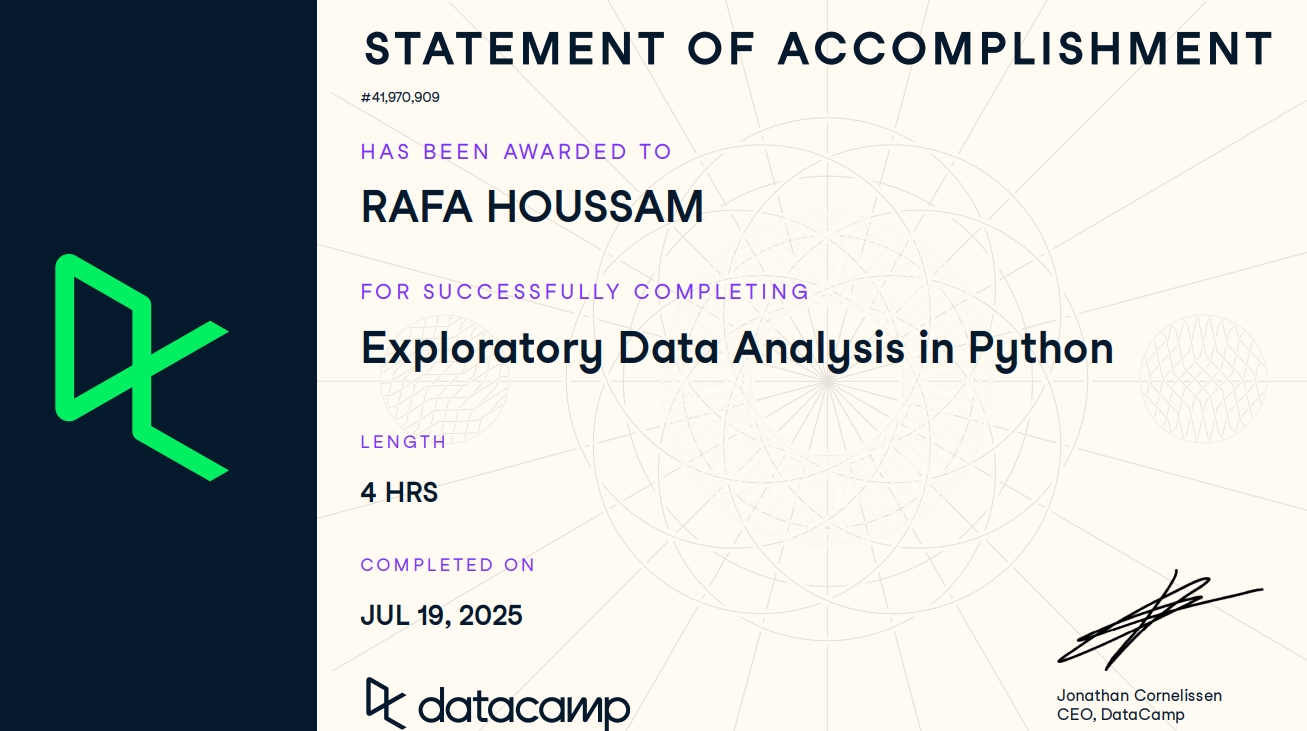 STATEMENT OF ACCOMPLISHMENT
#41,970,909
HAS BEEN AWARDED TO
RAFA HOUSSAM
FOR SUCCESSFULLY COMPLETING
Exploratory Data Analysis in Python
LENGTH
4 HRS
COMPLETED ON
JUL 19, 2025
datacamp
Jonathan Cornelissen
CEO, DataCamp